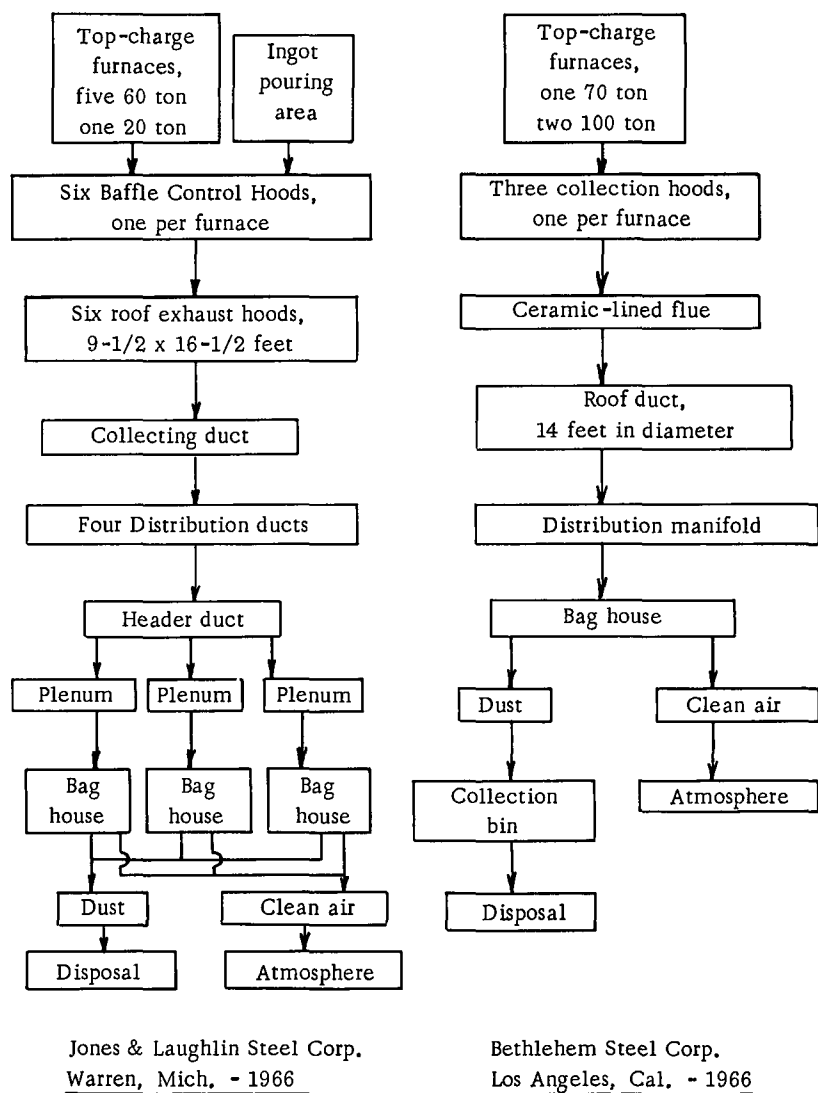 Top-charge
furnaces,
five 60 ton
one 20 ton
Ingot
pouring
area
Six Baffle Control Hoods,
one per furnace
Six roof exhaust hoods,
9-1/2 x 16-1/2 feet
Collecting duct
Four Distribution ducts
Header duct
Plenum
Plenum
Plenum
Bag
house
Bag
house
Bag
house
Dust
Clean air
Disposal
Atmosphere
Jones & Laughlin Steel Corp.
Warren, Mich. - 1966
Top-charge
furnaces,
one 70 ton
two 100 ton
Three collection hoods,
one per furnace
Ceramic-lined flue
Roof duct,
14 feet in diameter
Distribution manifold
Bag house
Dust
Clean air
Collection
bin
Atmosphere
Disposal
Bethlehem Steel Corp.
Los Angeles, Cal. - 1966